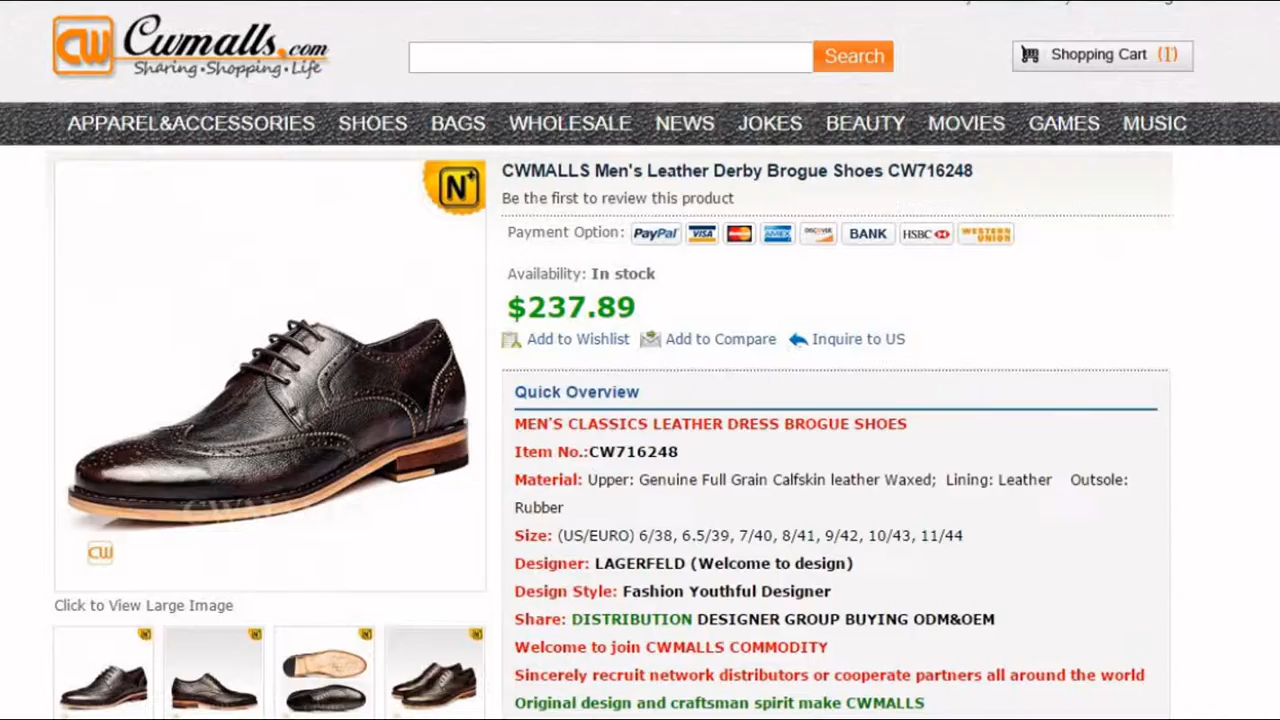 CW Cwmalls.com
Sharing•Shopping•Life
Search
Shopping Cart (1)
APPAREL&ACCESSORIES SHOES BAGS WHOLESALE NEWS JOKES BEAUTY MOVIES GAMES MUSIC
N+
CWMALLS Men's Leather Derby Brogue Shoes CW716248
Be the first to review this product
Payment Option: PayPal VISA MasterCard AMEX DISCOVER BANK HSBC WESTERN UNION
Availability: In stock
$237.89
Add to Wishlist Add to Compare Inquire to US
Quick Overview
MEN'S CLASSICS LEATHER DRESS BROGUE SHOES
Item No.:CW716248
Material: Upper: Genuine Full Grain Calfskin leather Waxed; Lining: Leather Outsole:
Rubber
Size: (US/EURO) 6/38, 6.5/39, 7/40, 8/41, 9/42, 10/43, 11/44
Designer: LAGERFELD (Welcome to design)
Design Style: Fashion Youthful Designer
Share: DISTRIBUTION DESIGNER GROUP BUYING ODM&OEM
Welcome to join CWMALLS COMMODITY
Sincerely recruit network distributors or cooperate partners all around the world
Original design and craftsman spirit make CWMALLS
CW
Click to View Large Image